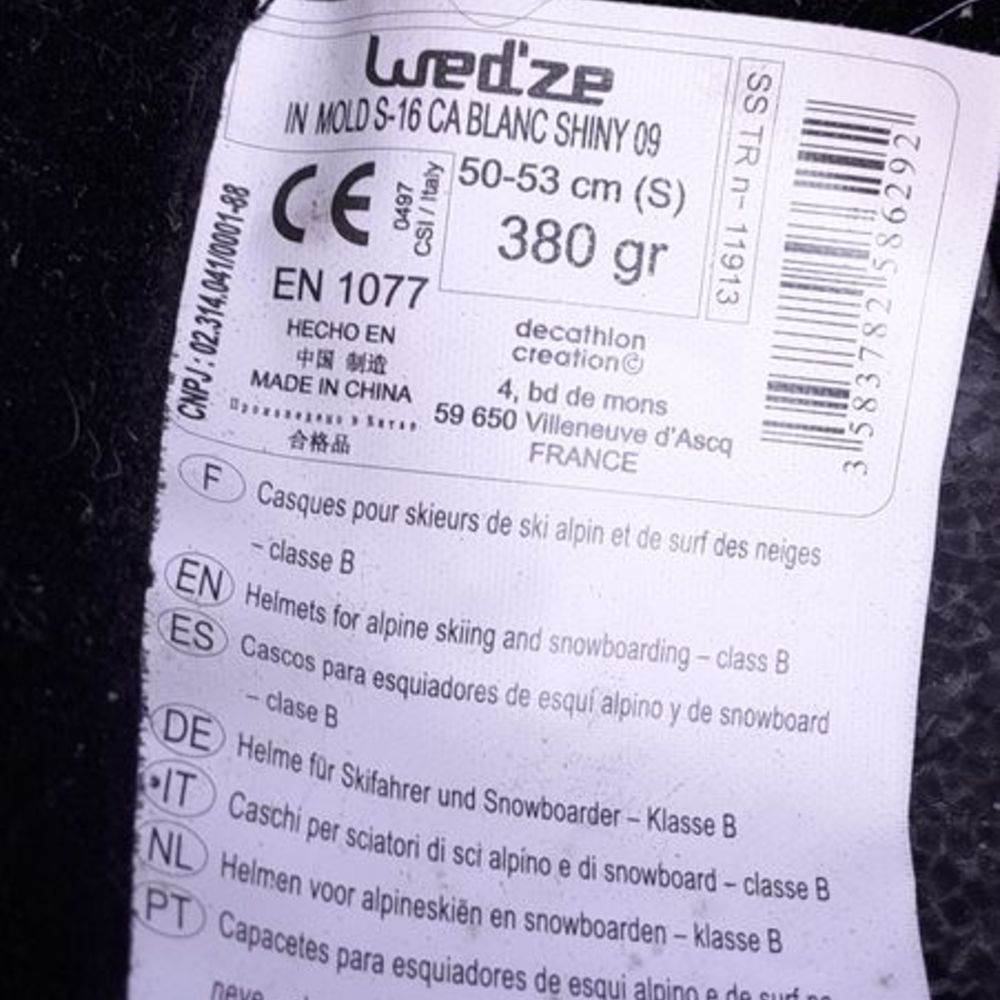 Wed'ze
IN MOLD S-16 CA BLANC SHINY 09
50-53 cm (S)
380 gr
SS TR n- 11913
3 583782 586292
CE
0497
CSI / Italy
EN 1077
CNPJ: 02.314.041/0001-88
HECHO EN
中国 制造
MADE IN CHINA
合格品
decathlon
creation©
4, bd de mons
59 650 Villeneuve d'Ascq
FRANCE
F Casques pour skieurs de ski alpin et de surf des neiges
– classe B
EN Helmets for alpine skiing and snowboarding – class B
ES Cascos para esquiadores de esquí alpino y de snowboard
– clase B
DE Helme für Skifahrer und Snowboarder – Klasse B
IT Caschi per sciatori di sci alpino e di snowboard – classe B
NL Helmen voor alpineskiën en snowboarden – klasse B
PT Capacetes para esquiadores de esqui alpino e de surf na
neve